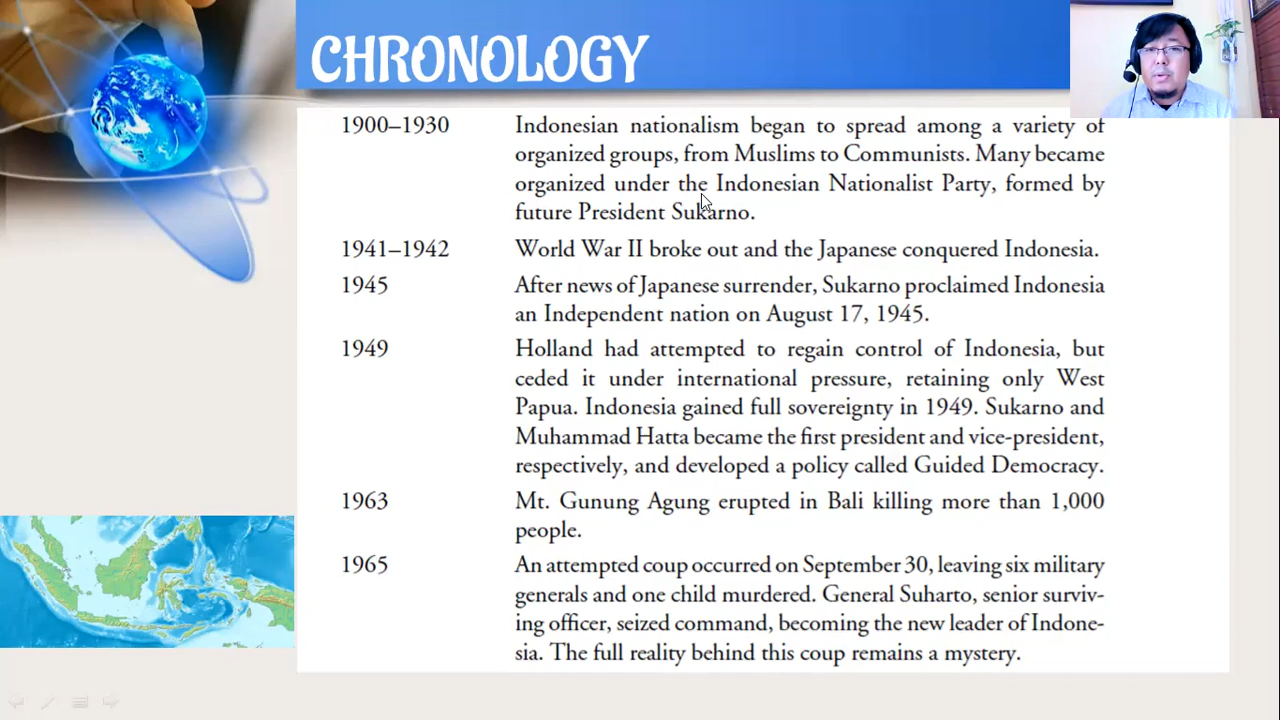 CHRONOLOGY
1900–1930 Indonesian nationalism began to spread among a variety of
organized groups, from Muslims to Communists. Many became
organized under the Indonesian Nationalist Party, formed by
future President Sukarno.
1941–1942 World War II broke out and the Japanese conquered Indonesia.
1945 After news of Japanese surrender, Sukarno proclaimed Indonesia
an Independent nation on August 17, 1945.
1949 Holland had attempted to regain control of Indonesia, but
ceded it under international pressure, retaining only West
Papua. Indonesia gained full sovereignty in 1949. Sukarno and
Muhammad Hatta became the first president and vice-president,
respectively, and developed a policy called Guided Democracy.
1963 Mt. Gunung Agung erupted in Bali killing more than 1,000
people.
1965 An attempted coup occurred on September 30, leaving six military
generals and one child murdered. General Suharto, senior surviv-
ing officer, seized command, becoming the new leader of Indone-
sia. The full reality behind this coup remains a mystery.